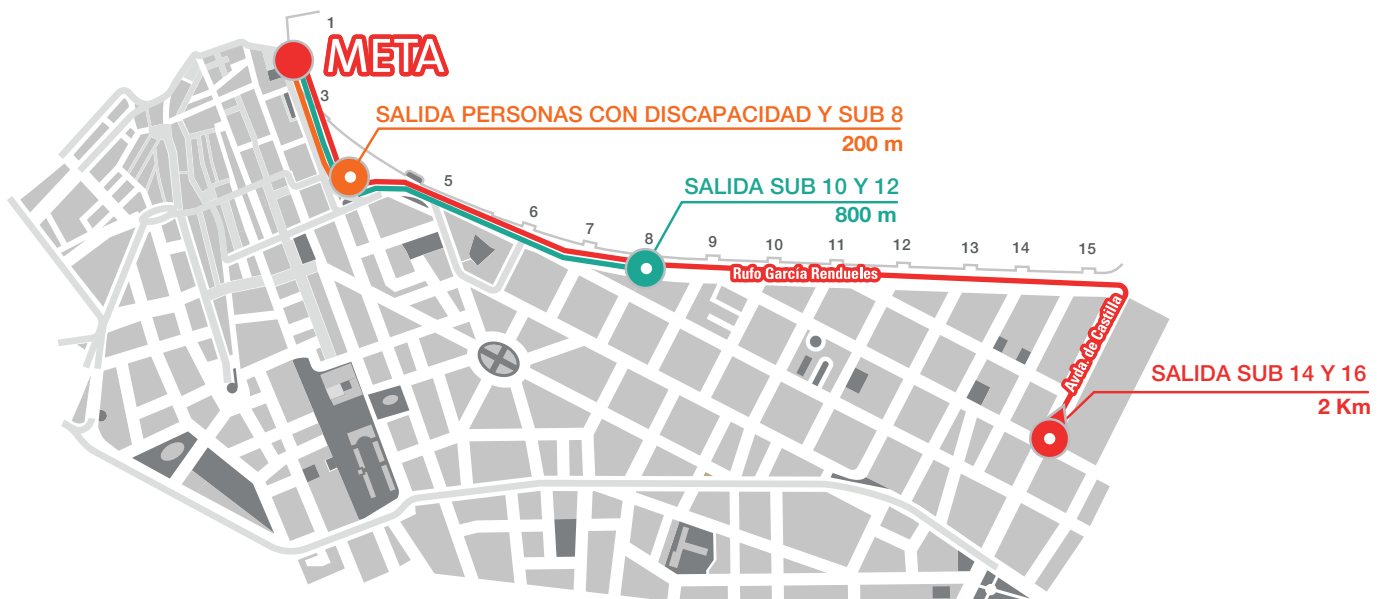 1
META
3
SALIDA PERSONAS CON DISCAPACIDAD Y SUB 8
200 m
5
SALIDA SUB 10 Y 12
800 m
6
7
8
9
10
11
12
13
14
15
Rufo García Rendueles
Avda. de Castilla
SALIDA SUB 14 Y 16
2 Km